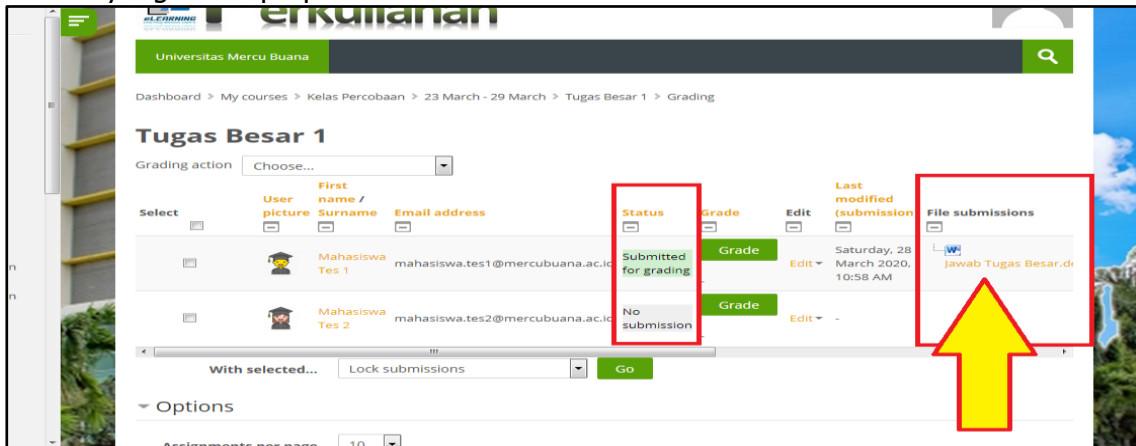 eLEARNING
erkuliahan
Universitas Mercu Buana
Dashboard > My courses > Kelas Percobaan > 23 March - 29 March > Tugas Besar 1 > Grading
Tugas Besar 1
Grading action Choose...
Select User picture First name / Surname Email address Status Grade Edit Last modified (submission File submissions
Mahasiswa Tes 1 mahasiswa.tes1@mercubuana.ac.id Submitted for grading Grade - Edit Saturday, 28 March 2020, 10:58 AM Jawab Tugas Besar.do
Mahasiswa Tes 2 mahasiswa.tes2@mercubuana.ac.id No submission Grade - Edit -
With selected... Lock submissions Go
Options
Assignments per page 10